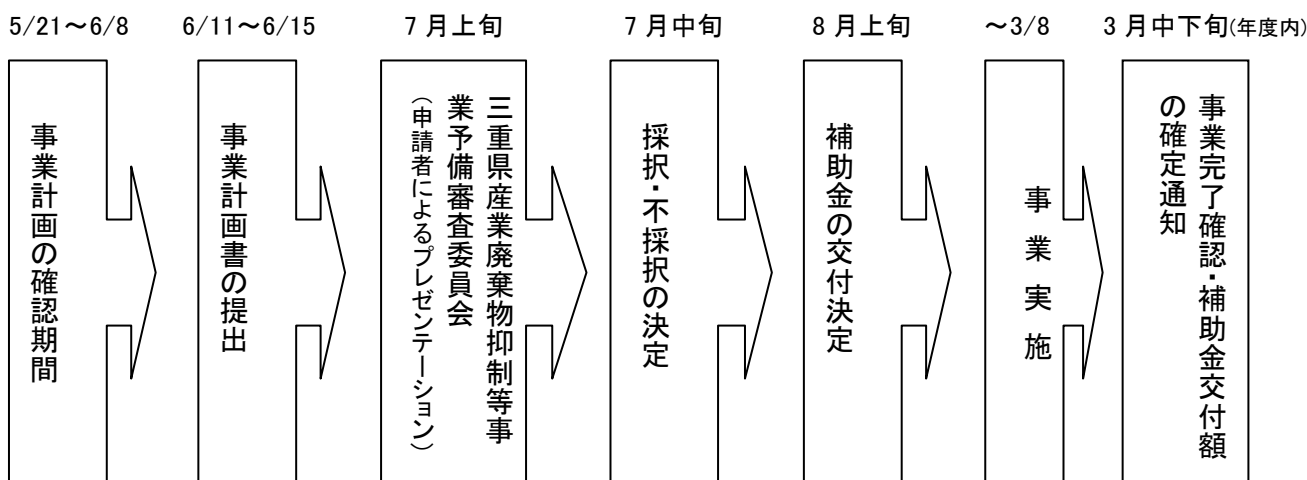 5/21～6/8
6/11～6/15
7月上旬
7月中旬
8月上旬
～3/8
3月中下旬(年度内)
事業計画の確認期間
事業計画書の提出
三重県産業廃棄物抑制等事
業予備審査委員会
（申請者によるプレゼンテーション）
採択・不採択の決定
補助金の交付決定
事業実施
事業完了確認・補助金交付額
の確定通知